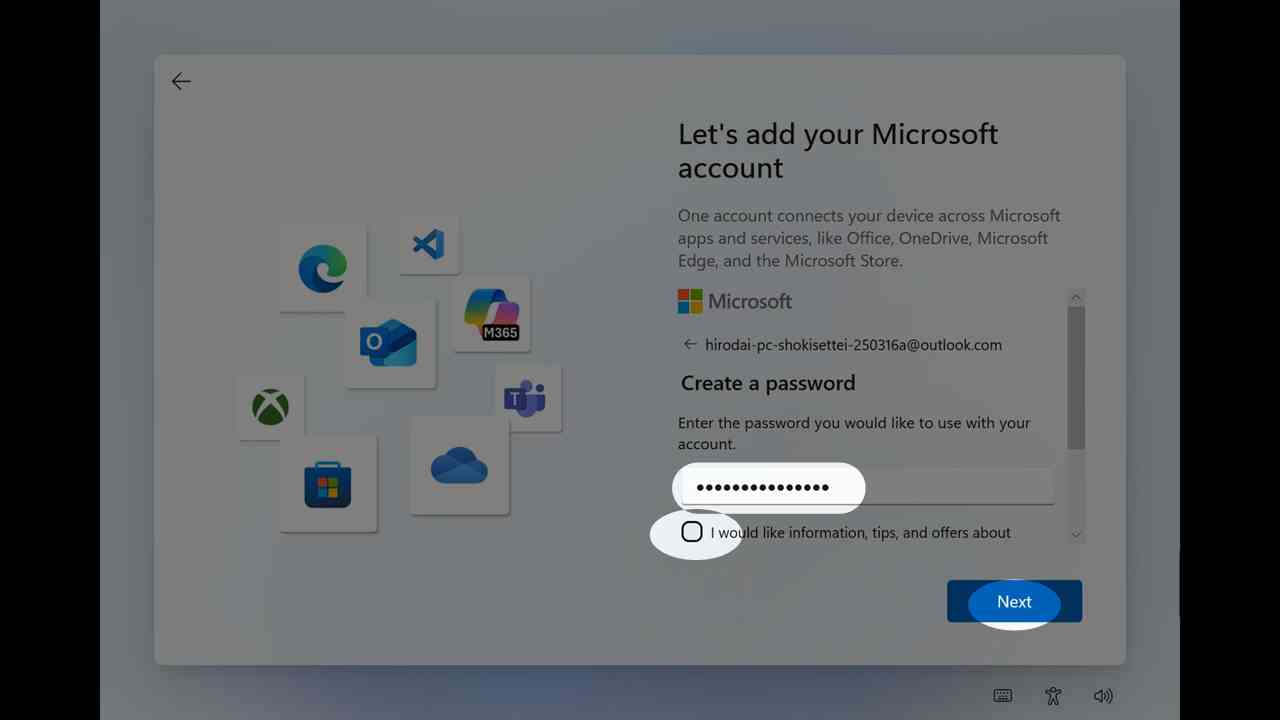 Let's add your Microsoft
account
One account connects your device across Microsoft
apps and services, like Office, OneDrive, Microsoft
Edge, and the Microsoft Store.
Microsoft
hirodai-pc-shokisettei-250316a@outlook.com
Create a password
Enter the password you would like to use with your
account.
•••••••••••••••
I would like information, tips, and offers about
Next
M365